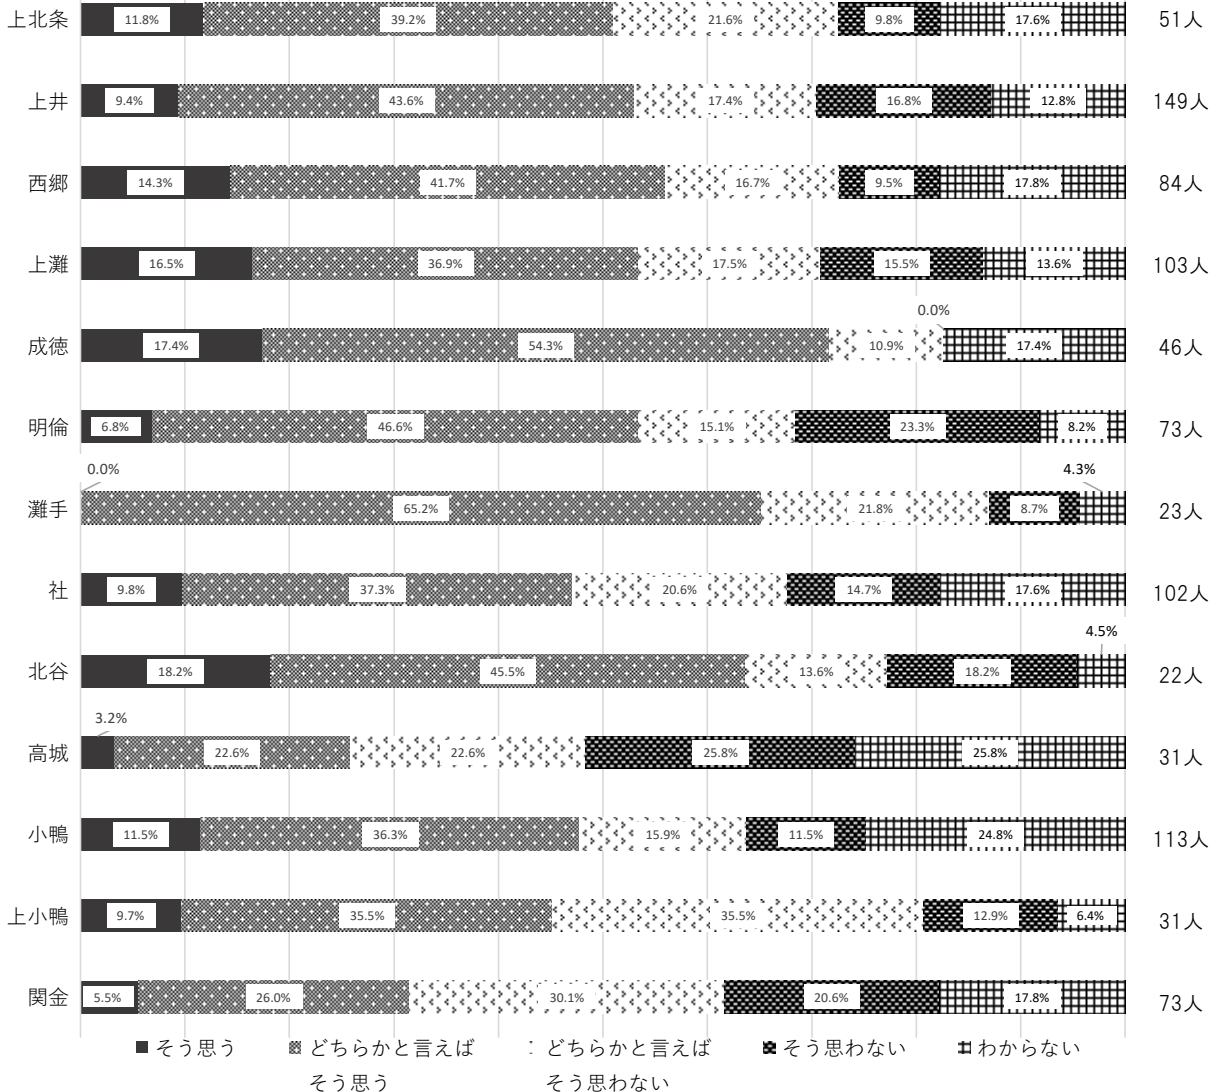 上北条 11.8% 39.2% 21.6% 9.8% 17.6% 51人
上井 9.4% 43.6% 17.4% 16.8% 12.8% 149人
西郷 14.3% 41.7% 16.7% 9.5% 17.8% 84人
上灘 16.5% 36.9% 17.5% 15.5% 13.6% 103人
0.0%
成徳 17.4% 54.3% 10.9% 17.4% 46人
明倫 6.8% 46.6% 15.1% 23.3% 8.2% 73人
0.0% 4.3%
灘手 65.2% 21.8% 8.7% 23人
社 9.8% 37.3% 20.6% 14.7% 17.6% 102人
4.5%
北谷 18.2% 45.5% 13.6% 18.2% 22人
3.2%
高城 22.6% 22.6% 25.8% 25.8% 31人
小鴨 11.5% 36.3% 15.9% 11.5% 24.8% 113人
上小鴨 9.7% 35.5% 35.5% 12.9% 6.4% 31人
関金 5.5% 26.0% 30.1% 20.6% 17.8% 73人
そう思う どちらかと言えば どちらかと言えば そう思わない わからない
そう思う そう思わない